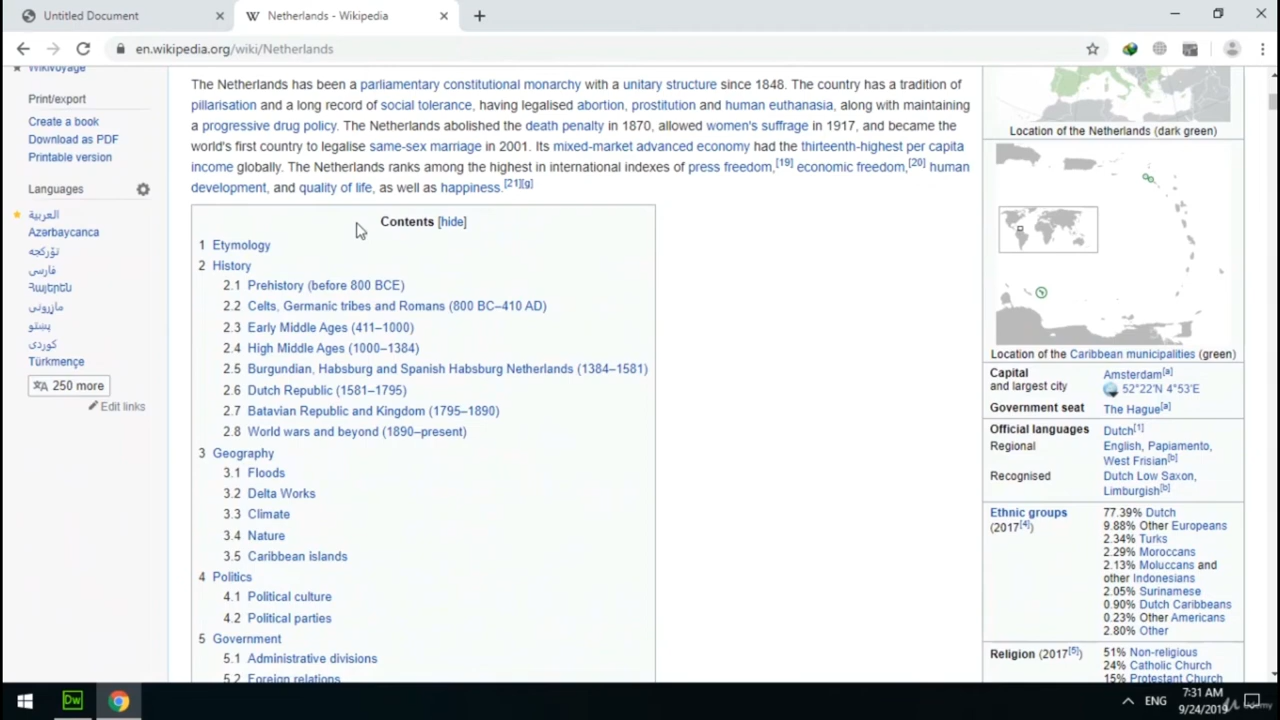 Untitled Document
Netherlands - Wikipedia
en.wikipedia.org/wiki/Netherlands
Wikivoyage
Print/export
Create a book
Download as PDF
Printable version
Languages
العربية
Azərbaycanca
تۆرکجه
فارسی
Հայերեն
مازِرونی
پښتو
کوردی
Türkmençe
250 more
Edit links
The Netherlands has been a parliamentary constitutional monarchy with a unitary structure since 1848. The country has a tradition of
pillarisation and a long record of social tolerance, having legalised abortion, prostitution and human euthanasia, along with maintaining
a progressive drug policy. The Netherlands abolished the death penalty in 1870, allowed women's suffrage in 1917, and became the
world's first country to legalise same-sex marriage in 2001. Its mixed-market advanced economy had the thirteenth-highest per capita
income globally. The Netherlands ranks among the highest in international indexes of press freedom,[19] economic freedom,[20] human
development, and quality of life, as well as happiness.[21][g]
Contents [hide]
1 Etymology
2 History
2.1 Prehistory (before 800 BCE)
2.2 Celts, Germanic tribes and Romans (800 BC–410 AD)
2.3 Early Middle Ages (411–1000)
2.4 High Middle Ages (1000–1384)
2.5 Burgundian, Habsburg and Spanish Habsburg Netherlands (1384–1581)
2.6 Dutch Republic (1581–1795)
2.7 Batavian Republic and Kingdom (1795–1890)
2.8 World wars and beyond (1890–present)
3 Geography
3.1 Floods
3.2 Delta Works
3.3 Climate
3.4 Nature
3.5 Caribbean islands
4 Politics
4.1 Political culture
4.2 Political parties
5 Government
5.1 Administrative divisions
5.2 Foreign relations
Location of the Netherlands (dark green)
Location of the Caribbean municipalities (green)
Capital
and largest city
Amsterdam[a]
52°22′N 4°53′E
Government seat The Hague[a]
Official languages Dutch[1]
Regional English, Papiamento,
West Frisian[b]
Recognised Dutch Low Saxon,
Limburgish[b]
Ethnic groups
(2017[4])
77.39% Dutch
9.88% Other Europeans
2.34% Turks
2.29% Moroccans
2.13% Moluccans and
other Indonesians
2.05% Surinamese
0.90% Dutch Caribbeans
0.23% Other Americans
2.80% Other
Religion (2017[5]) 51% Non-religious
24% Catholic Church
15% Protestant Church
Dw
ENG
7:31 AM
9/24/2019
Udemy